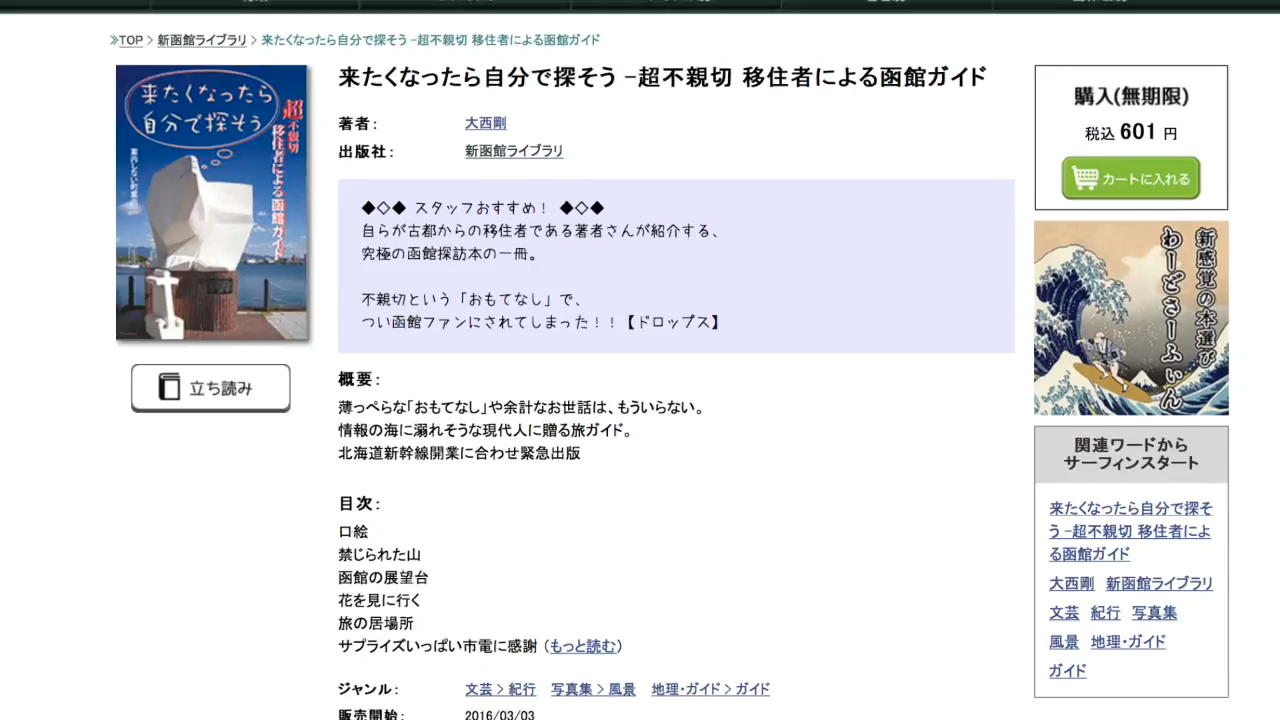 ≫TOP > 新函館ライブラリ > 来たくなったら自分で探そう −超不親切 移住者による函館ガイド
来たくなったら
自分で探そう
超不親切
移住者による函館ガイド
来たくなったら自分で探そう −超不親切 移住者による函館ガイド
著者：
大西剛
出版社：
新函館ライブラリ
◆◇◆ スタッフおすすめ！ ◆◇◆
自らが古都からの移住者である著者さんが紹介する、
究極の函館探訪本の一冊。
不親切という「おもてなし」で、
つい函館ファンにされてしまった！！【ドロップス】
立ち読み
概要：
薄っぺらな「おもてなし」や余計なお世話は、もういらない。
情報の海に溺れそうな現代人に贈る旅ガイド。
北海道新幹線開業に合わせ緊急出版
目次：
口絵
禁じられた山
函館の展望台
花を見に行く
旅の居場所
サプライズいっぱい市電に感謝 （もっと読む）
ジャンル：
文芸 > 紀行 写真集 > 風景 地理・ガイド > ガイド
販売開始：
2016/03/03
購入(無期限)
税込 601 円
カートに入れる
新感覚の本選び
わーどさーふぃん
関連ワードから
サーフィンスタート
来たくなったら自分で探そ
う −超不親切 移住者によ
る函館ガイド
大西剛 新函館ライブラリ
文芸 紀行 写真集
風景 地理・ガイド
ガイド